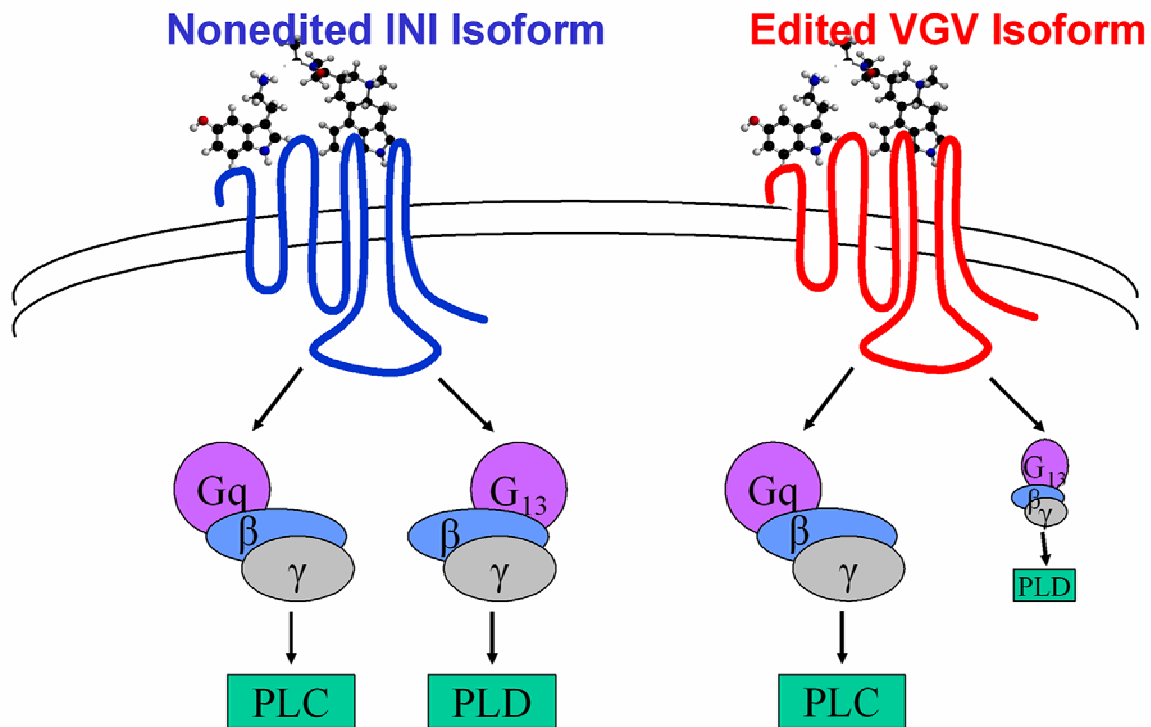 Nonedited INI Isoform
Edited VGV Isoform
Gq
β
γ
PLC
G13
β
γ
PLD
Gq
β
γ
PLC
G13
β
γ
PLD